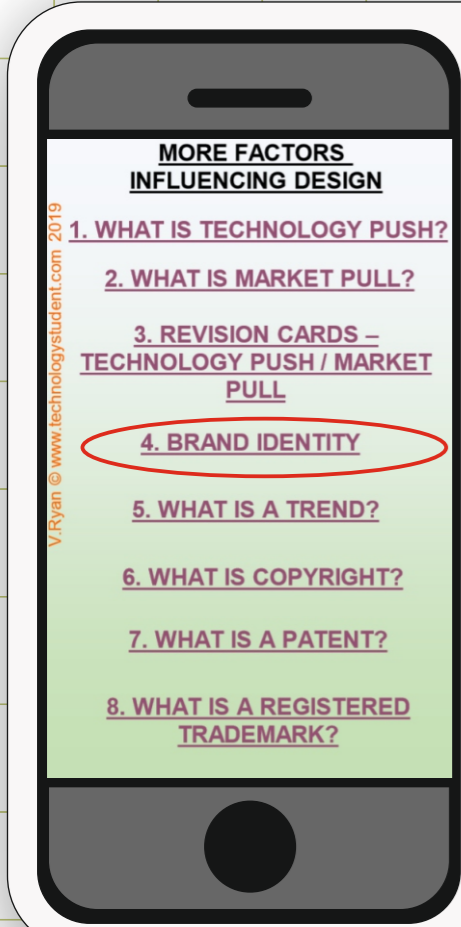 MORE FACTORS
INFLUENCING DESIGN
1. WHAT IS TECHNOLOGY PUSH?
2. WHAT IS MARKET PULL?
3. REVISION CARDS –
TECHNOLOGY PUSH / MARKET
PULL
4. BRAND IDENTITY
5. WHAT IS A TREND?
6. WHAT IS COPYRIGHT?
7. WHAT IS A PATENT?
8. WHAT IS A REGISTERED
TRADEMARK?
V.Ryan © www.technologystudent.com 2019